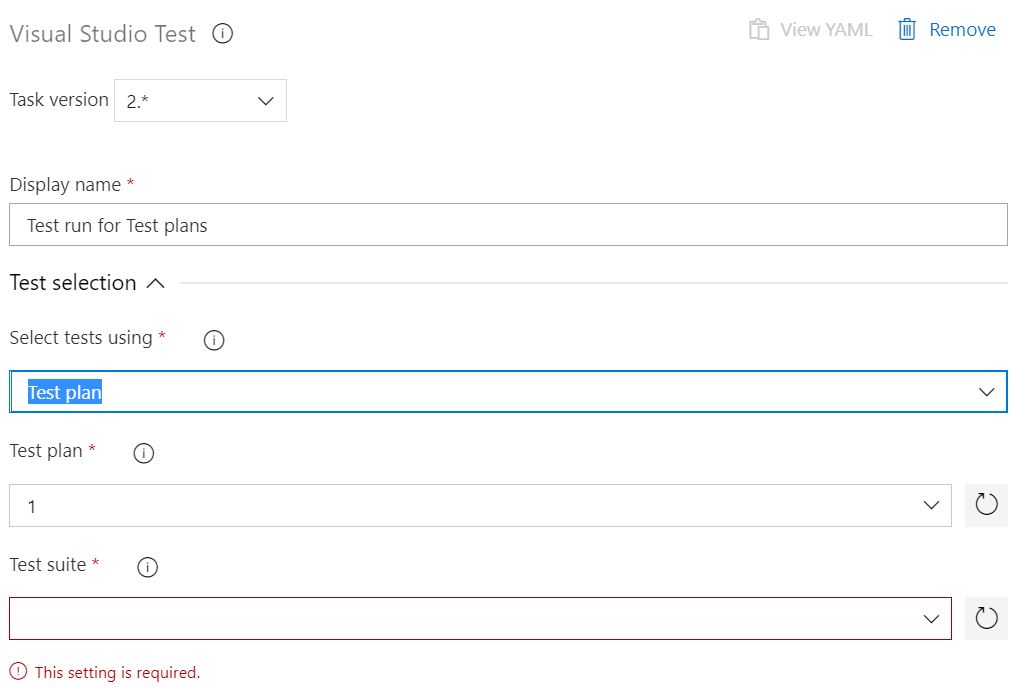 Visual Studio Test
View YAML
Remove
Task version 2.*
Display name *
Test run for Test plans
Test selection
Select tests using *
Test plan
Test plan *
1
Test suite *
This setting is required.